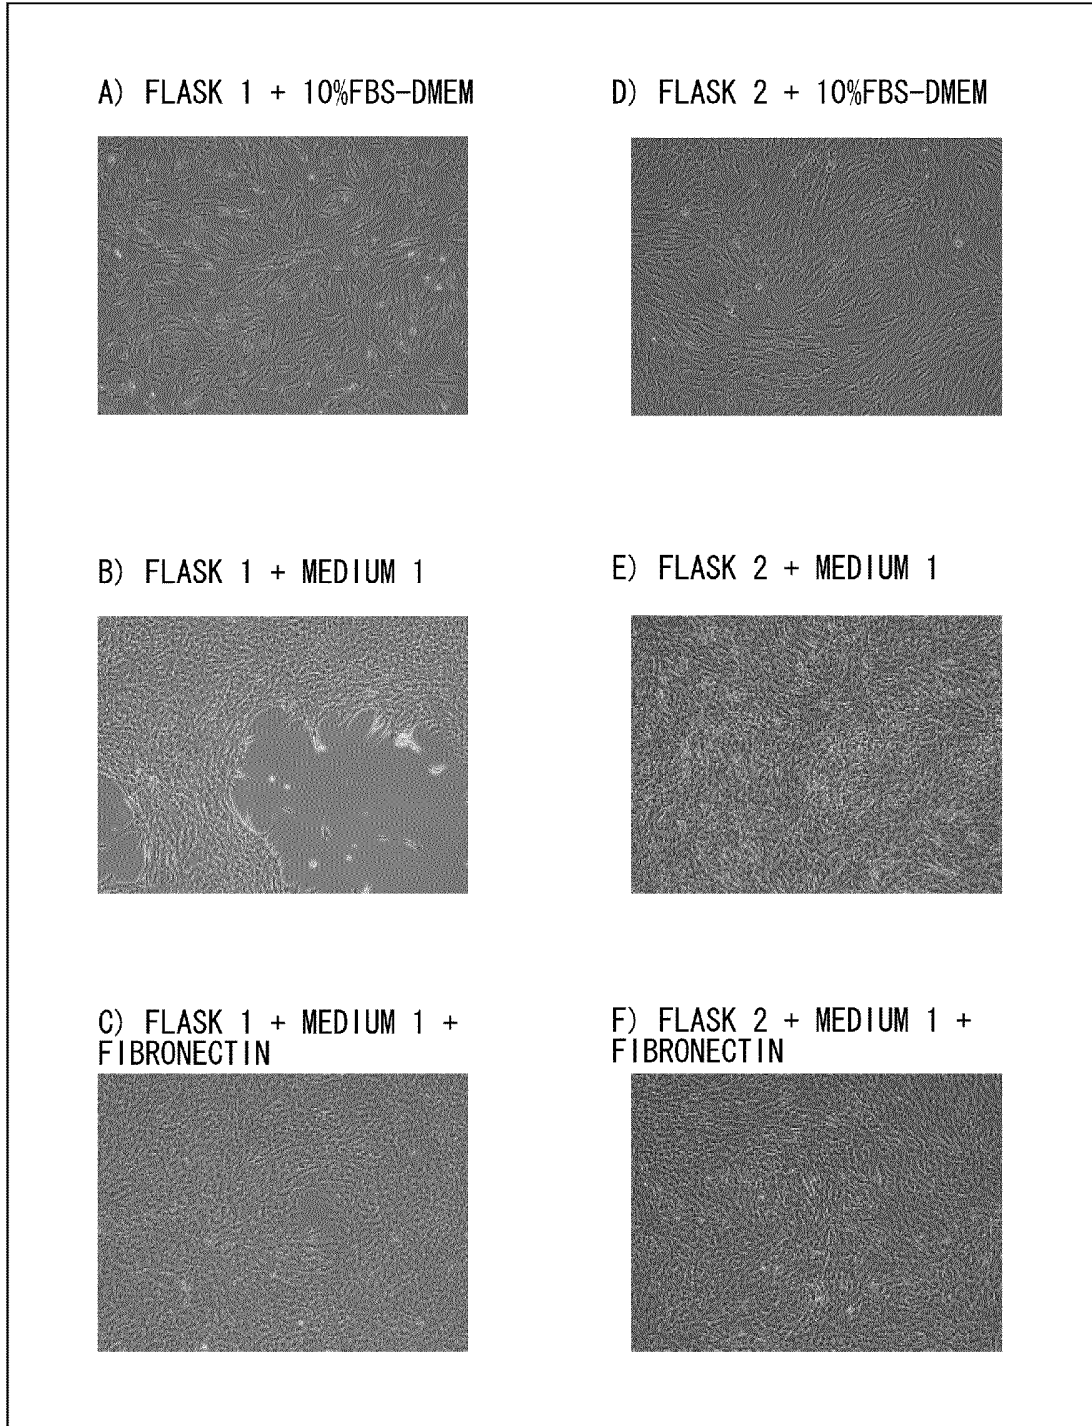 A) FLASK 1 + 10%FBS-DMEM
D) FLASK 2 + 10%FBS-DMEM
B) FLASK 1 + MEDIUM 1
E) FLASK 2 + MEDIUM 1
C) FLASK 1 + MEDIUM 1 +
FIBRONECTIN
F) FLASK 2 + MEDIUM 1 +
FIBRONECTIN